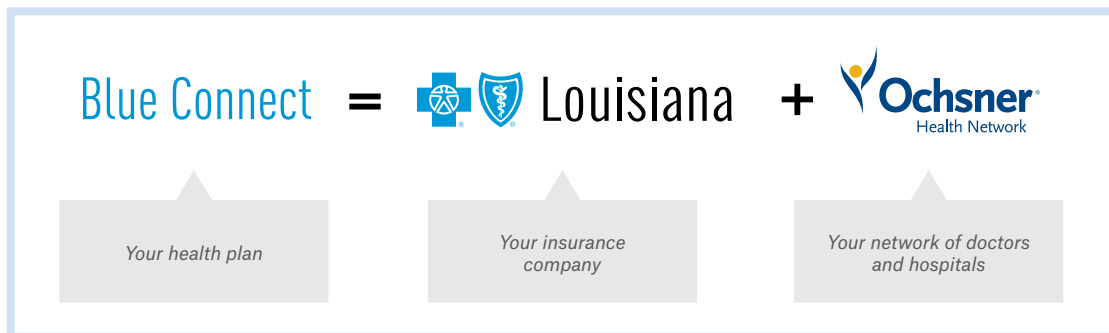 Blue Connect = Louisiana + Ochsner®
Health Network
Your health plan
Your insurance
company
Your network of doctors
and hospitals